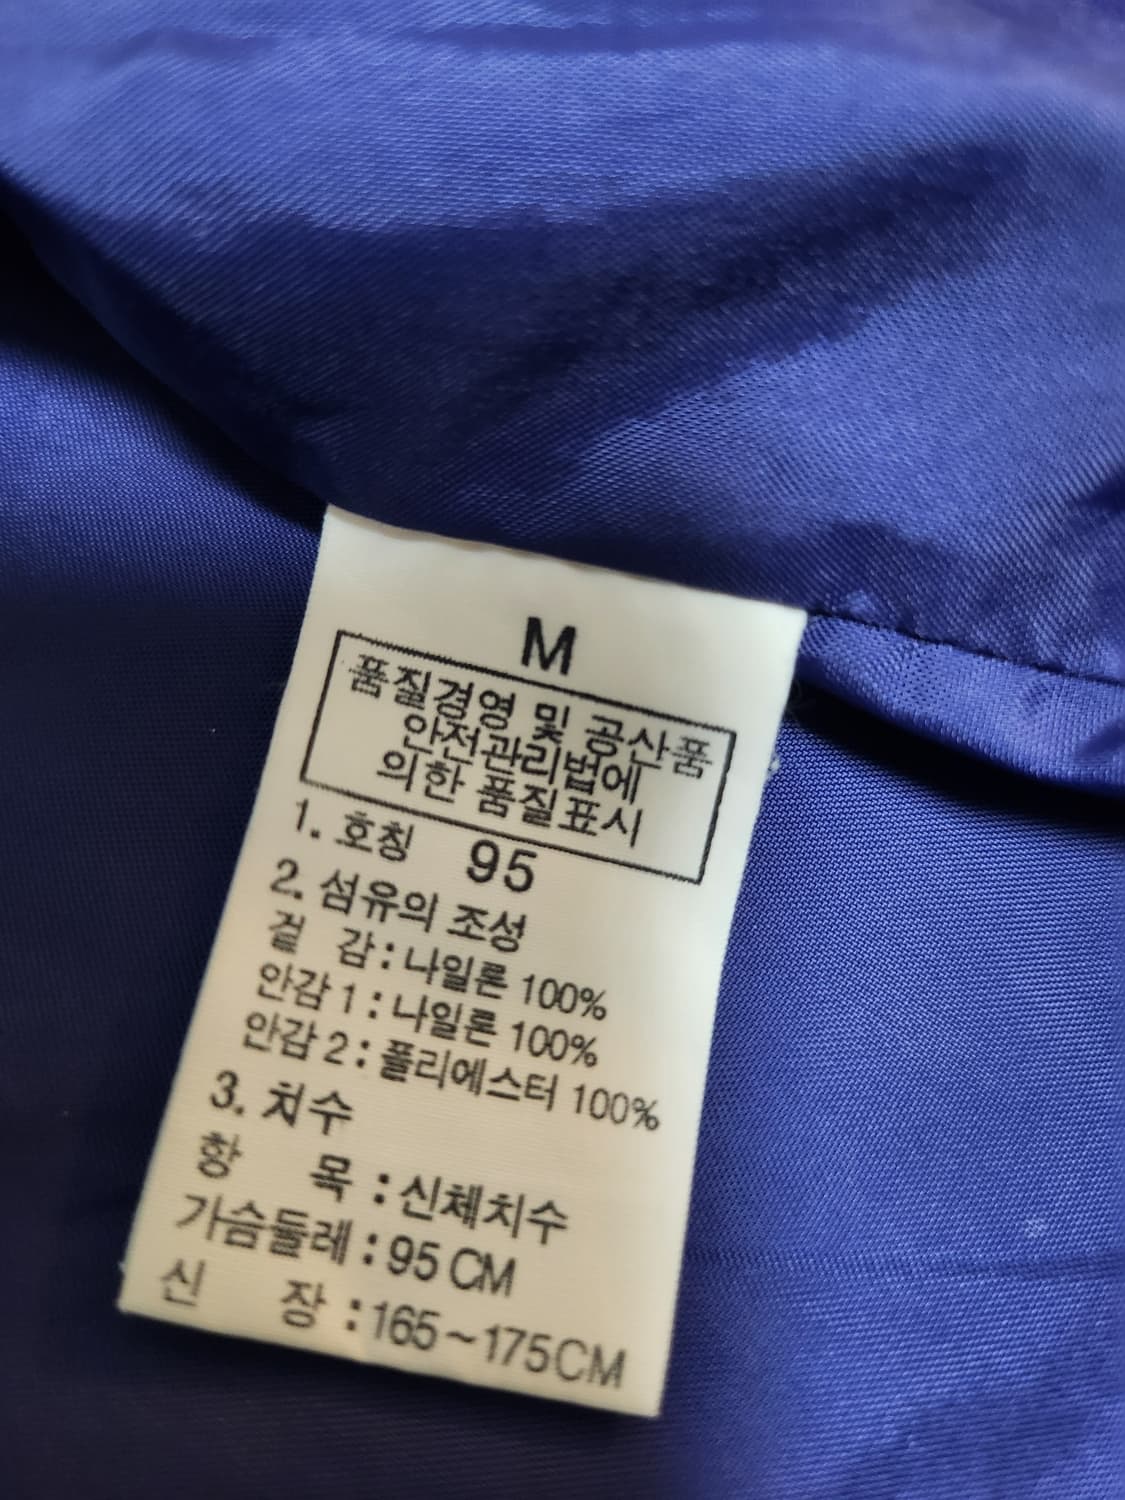 M
품질경영 및 공산품
안전관리법에
의한 품질표시
1. 호칭 95
2. 섬유의 조성
겉 감 : 나일론 100%
안감 1 : 나일론 100%
안감 2 : 폴리에스터 100%
3. 치수
항 목 : 신체치수
가슴둘레 : 95 CM
신 장 : 165~175CM